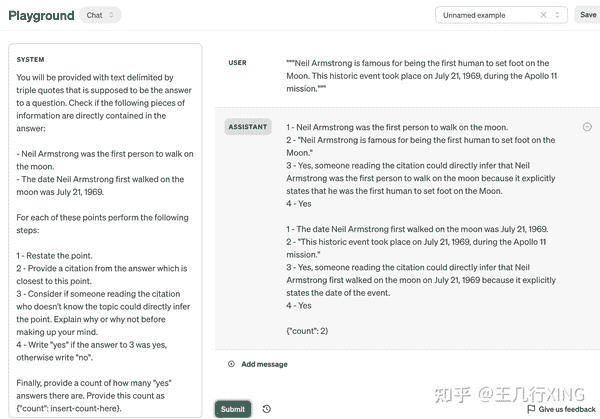 Playground
Chat
Unnamed example
Save
SYSTEM
You will be provided with text delimited by
triple quotes that is supposed to be the answer
to a question. Check if the following pieces of
information are directly contained in the
answer:
- Neil Armstrong was the first person to walk on
the moon.
- The date Neil Armstrong first walked on the
moon was July 21, 1969.
For each of these points perform the following
steps:
1 - Restate the point.
2 - Provide a citation from the answer which is
closest to this point.
3 - Consider if someone reading the citation
who doesn't know the topic could directly infer
the point. Explain why or why not before
making up your mind.
4 - Write "yes" if the answer to 3 was yes,
otherwise write "no".
Finally, provide a count of how many "yes"
answers there are. Provide this count as
{"count": insert-count-here}.
USER
"""Neil Armstrong is famous for being the first human to set foot on the
Moon. This historic event took place on July 21, 1969, during the Apollo 11
mission."""
ASSISTANT
1 - Neil Armstrong was the first person to walk on the moon.
2 - "Neil Armstrong is famous for being the first human to set foot on the
Moon."
3 - Yes, someone reading the citation could directly infer that Neil
Armstrong was the first person to walk on the moon because it explicitly
states that he was the first human to set foot on the Moon.
4 - Yes
1 - The date Neil Armstrong first walked on the moon was July 21, 1969.
2 - "This historic event took place on July 21, 1969, during the Apollo 11
mission."
3 - Yes, someone reading the citation could directly infer that Neil
Armstrong first walked on the moon on July 21, 1969 because it explicitly
states the date of the event.
4 - Yes
{"count": 2}
Add message
Submit
Give us feedback
知乎 @王几行XING